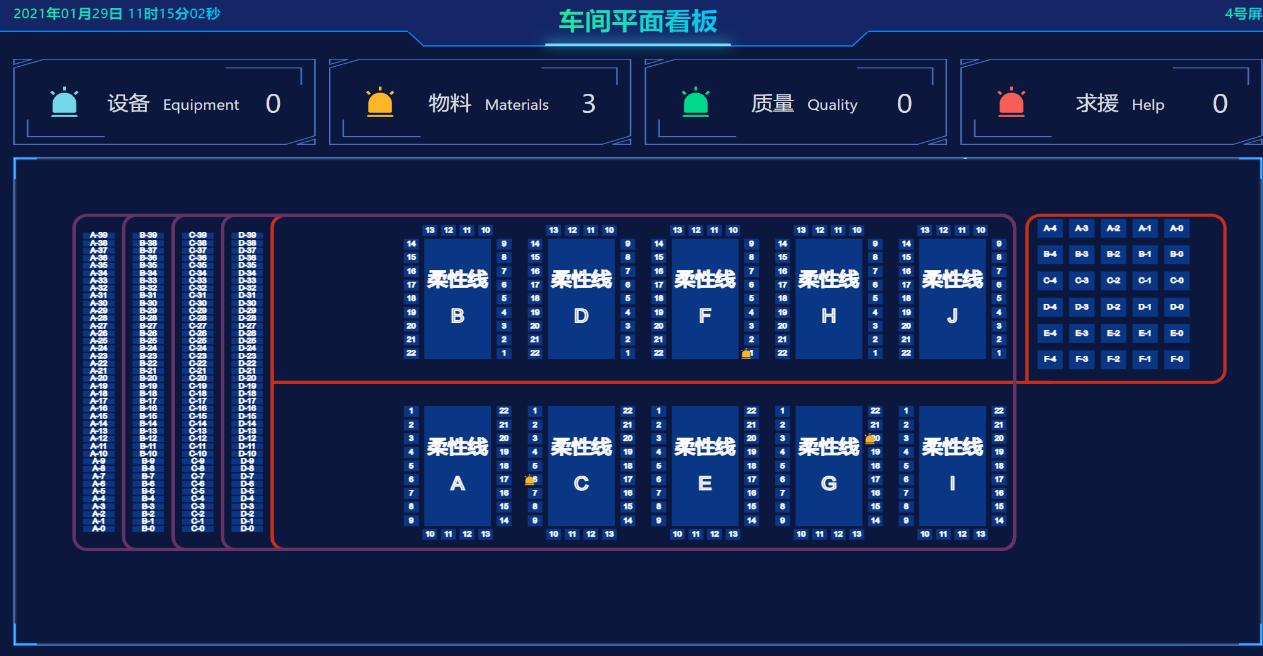 2021年01月29日 11时15分02秒
车间平面看板
4号屏
设备 Equipment 0
物料 Materials 3
质量 Quality 0
求援 Help 0
A-39 B-39 C-39 D-39
A-38 B-38 C-38 D-38
A-37 B-37 C-37 D-37
A-36 B-36 C-36 D-36
A-35 B-35 C-35 D-35
A-34 B-34 C-34 D-34
A-33 B-33 C-33 D-33
A-32 B-32 C-32 D-32
A-31 B-31 C-31 D-31
A-30 B-30 C-30 D-30
A-29 B-29 C-29 D-29
A-28 B-28 C-28 D-28
A-27 B-27 C-27 D-27
A-26 B-26 C-26 D-26
A-25 B-25 C-25 D-25
A-24 B-24 C-24 D-24
A-23 B-23 C-23 D-23
A-22 B-22 C-22 D-22
A-21 B-21 C-21 D-21
A-20 B-20 C-20 D-20
A-19 B-19 C-19 D-19
A-18 B-18 C-18 D-18
A-17 B-17 C-17 D-17
A-16 B-16 C-16 D-16
A-15 B-15 C-15 D-15
A-14 B-14 C-14 D-14
A-13 B-13 C-13 D-13
A-12 B-12 C-12 D-12
A-11 B-11 C-11 D-11
A-10 B-10 C-10 D-10
A-9 B-9 C-9 D-9
A-8 B-8 C-8 D-8
A-7 B-7 C-7 D-7
A-6 B-6 C-6 D-6
A-5 B-5 C-5 D-5
A-4 B-4 C-4 D-4
A-3 B-3 C-3 D-3
A-2 B-2 C-2 D-2
A-1 B-1 C-1 D-1
A-0 B-0 C-0 D-0
13 12 11 10 13 12 11 10 13 12 11 10 13 12 11 10 13 12 11 10
14 9 14 9 14 9 14 9 14 9
15 8 15 8 15 8 15 8 15 8
16 7 16 7 16 7 16 7 16 7
柔性线 柔性线 柔性线 柔性线 柔性线
17 6 17 6 17 6 17 6 17 6
18 5 18 5 18 5 18 5 18 5
19 4 19 4 19 4 19 4 19 4
B D F H J
20 3 20 3 20 3 20 3 20 3
21 2 21 2 21 2 21 2 21 2
22 1 22 1 22 1 22 1 22 1
1 22 1 22 1 22 1 22 1 22
2 21 2 21 2 21 2 21 2 21
3 20 3 20 3 20 3 20 3 20
柔性线 柔性线 柔性线 柔性线 柔性线
4 19 4 19 4 19 4 19 4 19
5 18 5 18 5 18 5 18 5 18
6 17 6 17 6 17 6 17 6 17
A C E G I
7 16 7 16 7 16 7 16 7 16
8 15 8 15 8 15 8 15 8 15
9 14 9 14 9 14 9 14 9 14
10 11 12 13 10 11 12 13 10 11 12 13 10 11 12 13 10 11 12 13
A-4 A-3 A-2 A-1 A-0
B-4 B-3 B-2 B-1 B-0
C-4 C-3 C-2 C-1 C-0
D-4 D-3 D-2 D-1 D-0
E-4 E-3 E-2 E-1 E-0
F-4 F-3 F-2 F-1 F-0